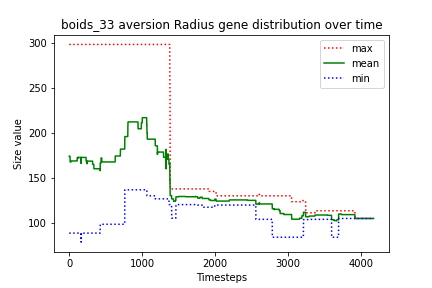 boids_33 aversion Radius gene distribution over time
max
mean
min
Size value
300
250
200
150
100
0
1000
2000
3000
4000
Timesteps